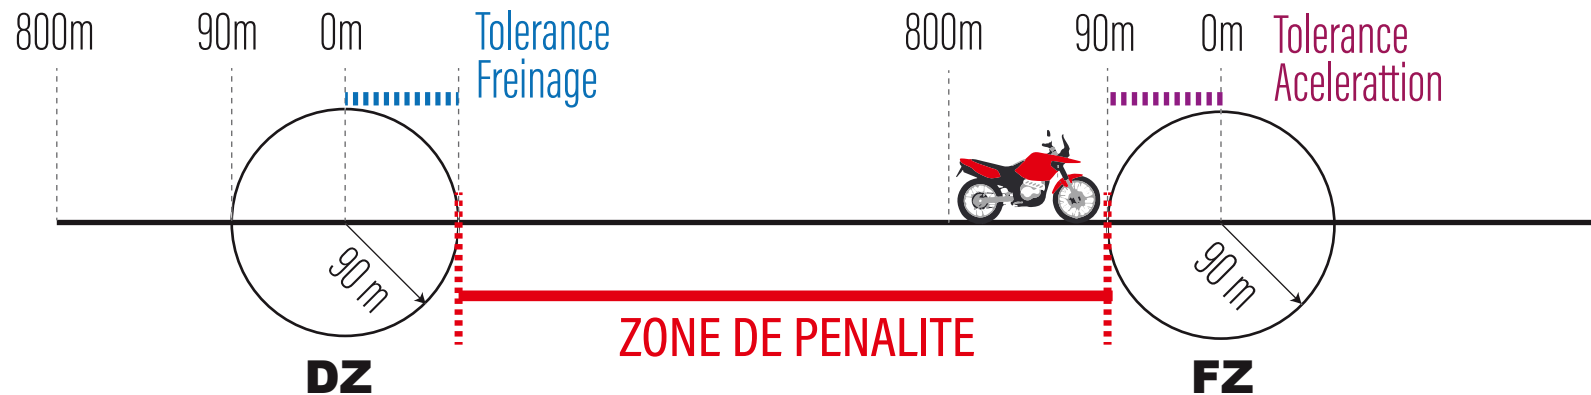 800m
90m
0m
Tolerance
Freinage
800m
90m
0m
Tolerance
Acelerattion
90 m
90 m
ZONE DE PENALITE
DZ
FZ